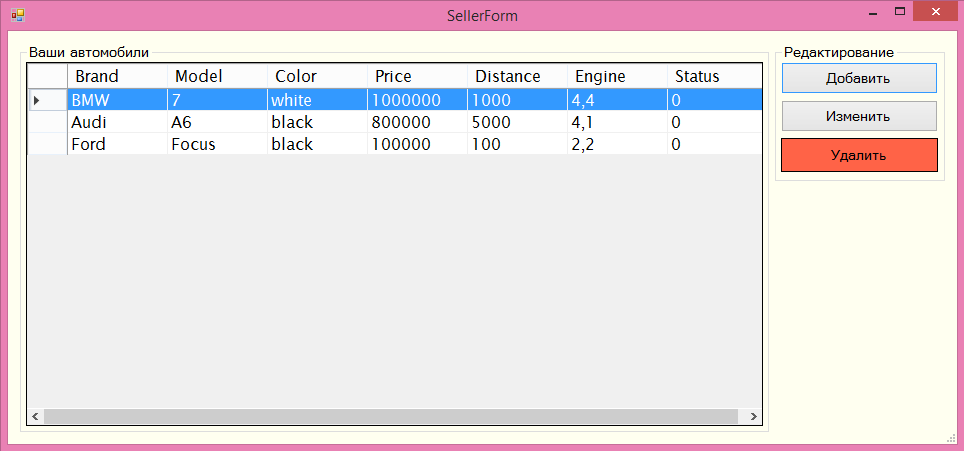 SellerForm
Ваши автомобили
Brand Model Color Price Distance Engine Status
BMW 7 white 1000000 1000 4,4 0
Audi A6 black 800000 5000 4,1 0
Ford Focus black 100000 100 2,2 0
Редактирование
Добавить
Изменить
Удалить